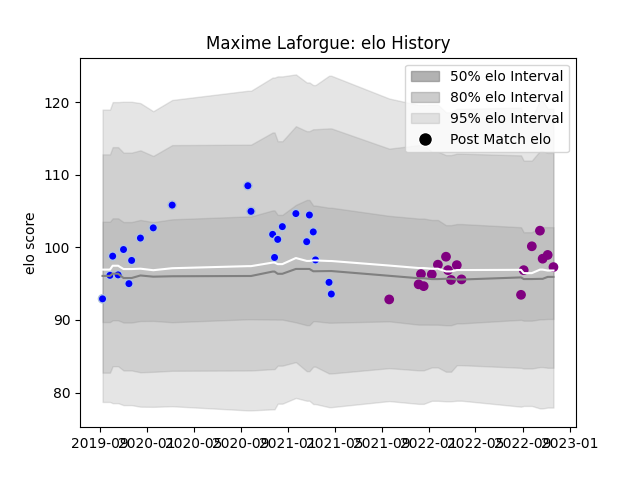 Maxime Laforgue: elo History
50% elo Interval
80% elo Interval
95% elo Interval
Post Match elo
elo score
120
110
100
90
80
2019-09 2020-01 2020-05 2020-09 2021-01 2021-05 2021-09 2022-01 2022-05 2022-09 2023-01